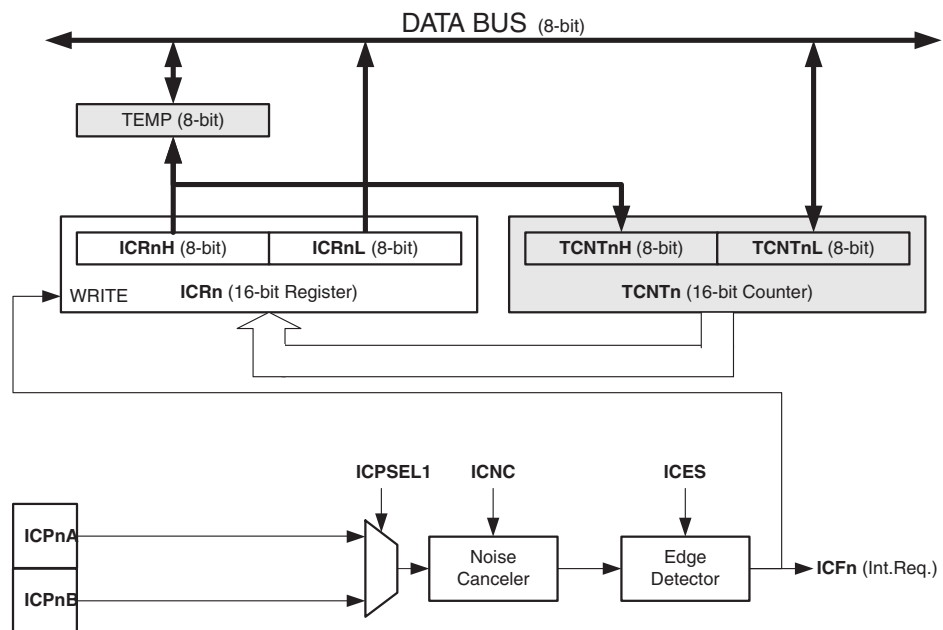 DATA BUS (8-bit)
TEMP (8-bit)
ICRnH (8-bit) ICRnL (8-bit) TCNTnH (8-bit) TCNTnL (8-bit)
WRITE ICRn (16-bit Register) TCNTn (16-bit Counter)
ICPSEL1 ICNC ICES
ICPnA
Noise Canceler
Edge Detector
ICFn (Int.Req.)
ICPnB